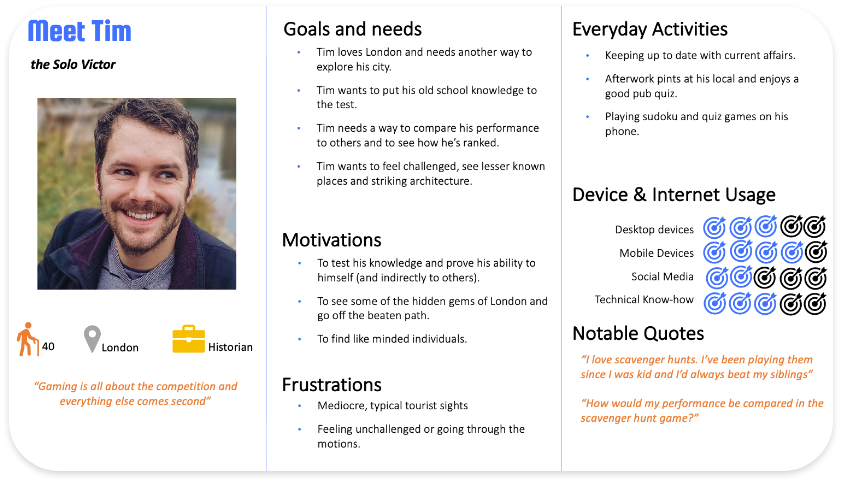 Meet Tim
the Solo Victor
40
London
Historian
“Gaming is all about the competition and
everything else comes second”
Goals and needs
• Tim loves London and needs another way to
explore his city.
• Tim wants to put his old school knowledge to
the test.
• Tim needs a way to compare his performance
to others and to see how he’s ranked.
• Tim wants to feel challenged, see lesser known
places and striking architecture.
Motivations
• To test his knowledge and prove his ability to
himself (and indirectly to others).
• To see some of the hidden gems of London and
go off the beaten path.
• To find like minded individuals.
Frustrations
• Mediocre, typical tourist sights
• Feeling unchallenged or going through the
motions.
Everyday Activities
• Keeping up to date with current affairs.
• Afterwork pints at his local and enjoys a
good pub quiz.
• Playing sudoku and quiz games on his
phone.
Device & Internet Usage
Desktop devices
Mobile Devices
Social Media
Technical Know-how
Notable Quotes
“I love scavenger hunts. I’ve been playing them
since I was kid and I’d always beat my siblings”
“How would my performance be compared in the
scavenger hunt game?”